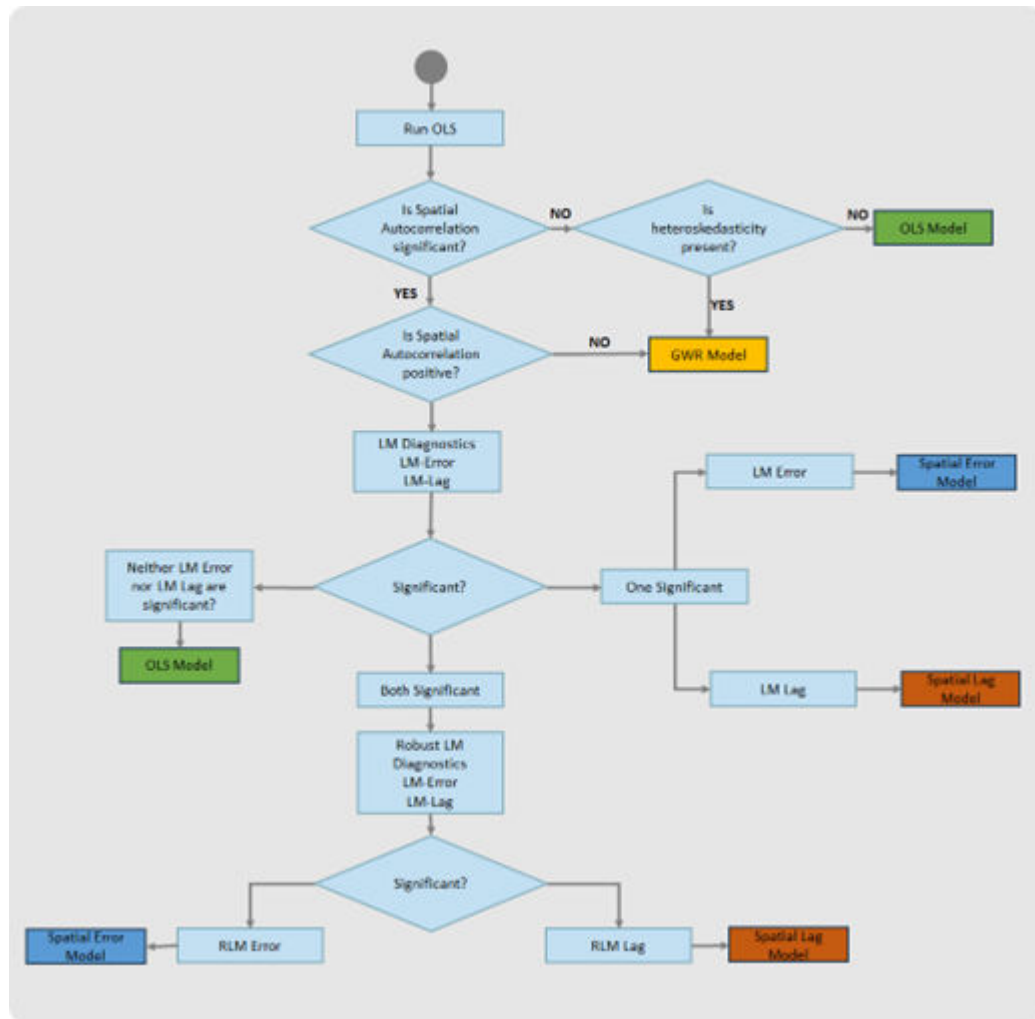 Run OLS
Is Spatial
Autocorrelation
significant?
NO
Is
heteroskedasticity
present?
NO
OLS Model
YES
YES
Is Spatial
Autocorrelation
positive?
NO
GWR Model
LM Diagnostics
LM-Error
LM-Lag
LM Error
Spatial Error
Model
Neither LM Error
nor LM Lag are
significant?
Significant?
One Significant
OLS Model
Both Significant
LM Lag
Spatial Lag
Model
Robust LM
Diagnostics
LM-Error
LM-Lag
Significant?
Spatial Error
Model
RLM Error
RLM Lag
Spatial Lag
Model